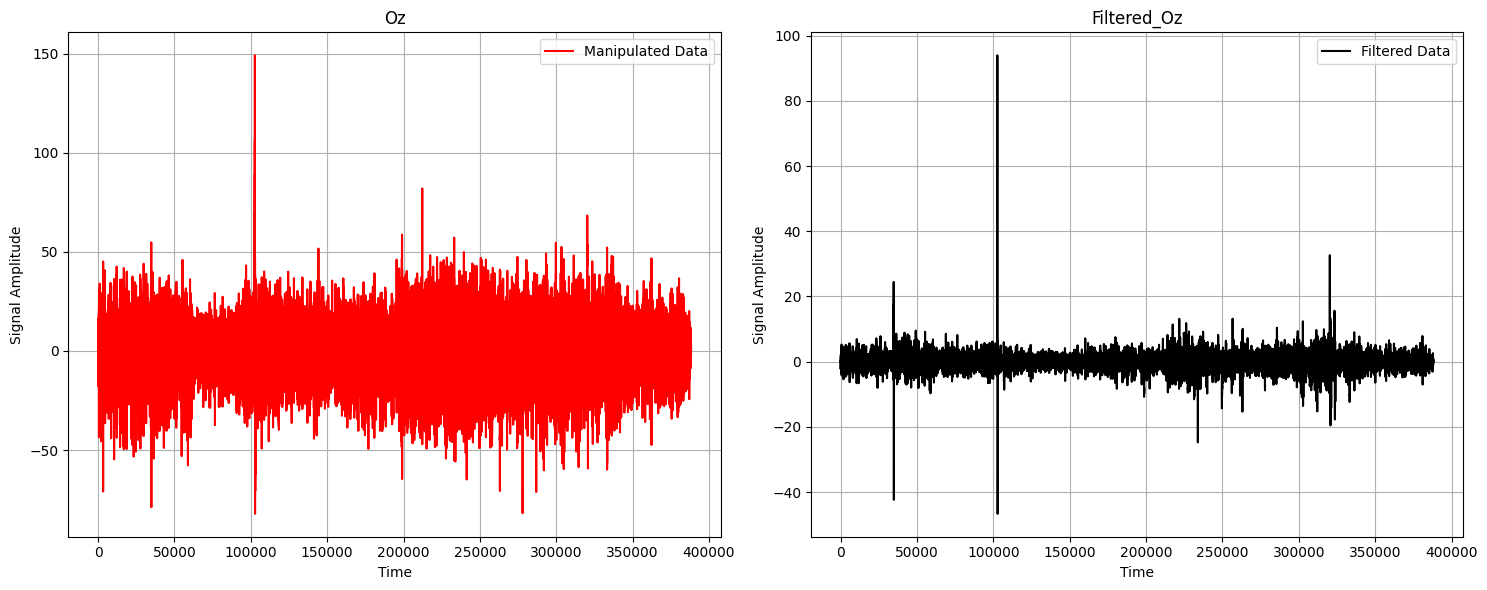 Oz
Manipulated Data
150
100
50
0
−50
Signal Amplitude
0 50000 100000 150000 200000 250000 300000 350000 400000
Time
Filtered_Oz
Filtered Data
100
80
60
40
20
0
−20
−40
Signal Amplitude
0 50000 100000 150000 200000 250000 300000 350000 400000
Time